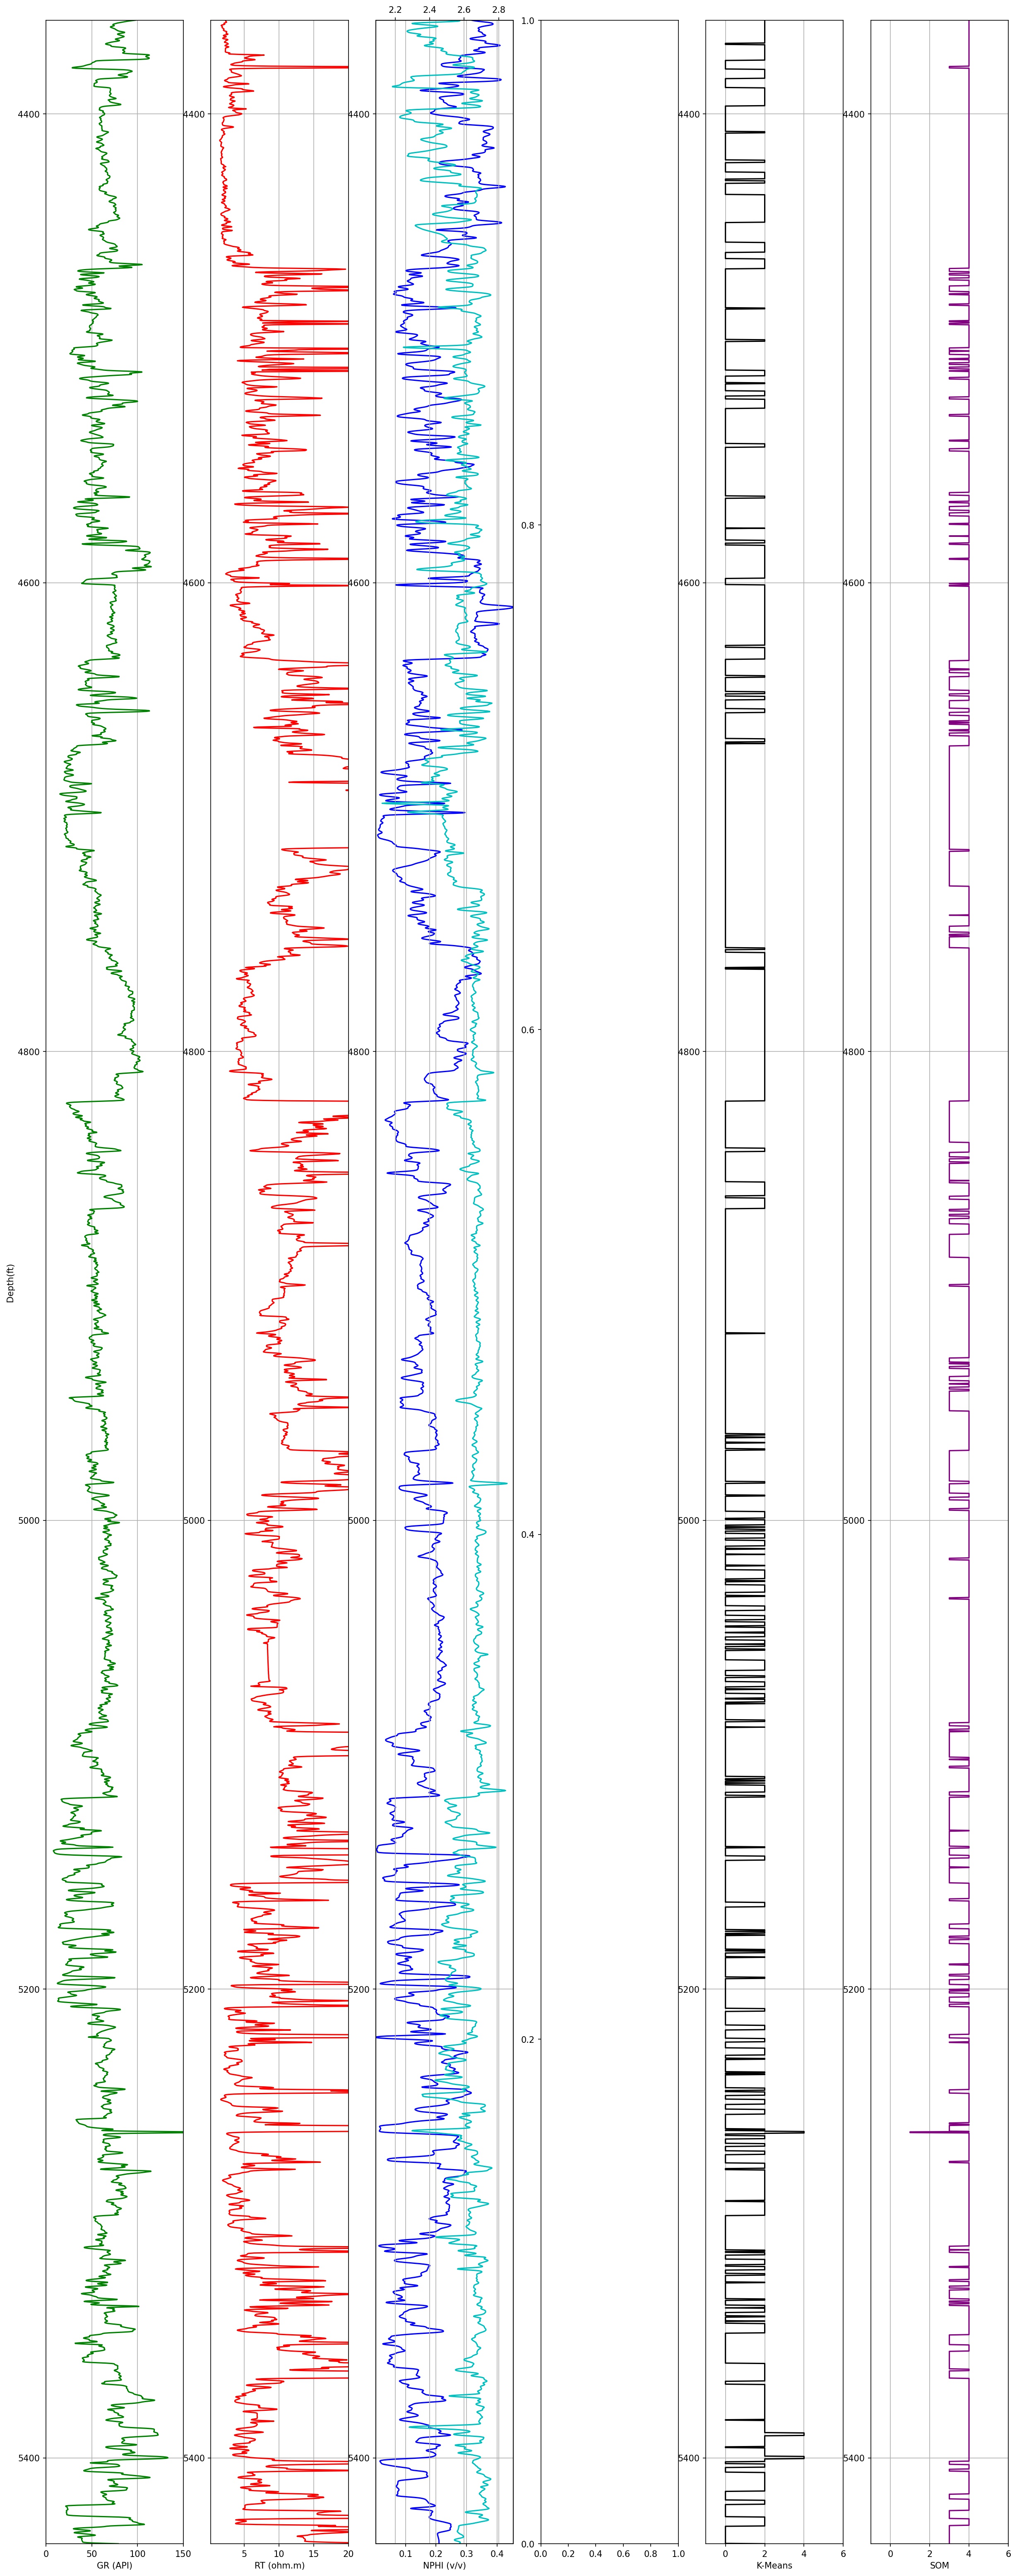 2.2 2.4 2.6 2.8
1.0
4400 4400 4400 4400 4400
0.8
4600 4600 4600 4600 4600
0.6
4800 4800 4800 4800 4800
Depth(ft)
5000 5000 5000 5000 5000
0.4
5200 5200 5200 5200 5200
0.2
5400 5400 5400 5400 5400
0.0
0 50 100 150 5 10 15 20 0.1 0.2 0.3 0.4 0.0 0.2 0.4 0.6 0.8 1.0 0 2 4 6 0 2 4 6
GR (API) RT (ohm.m) NPHI (v/v) K-Means SOM